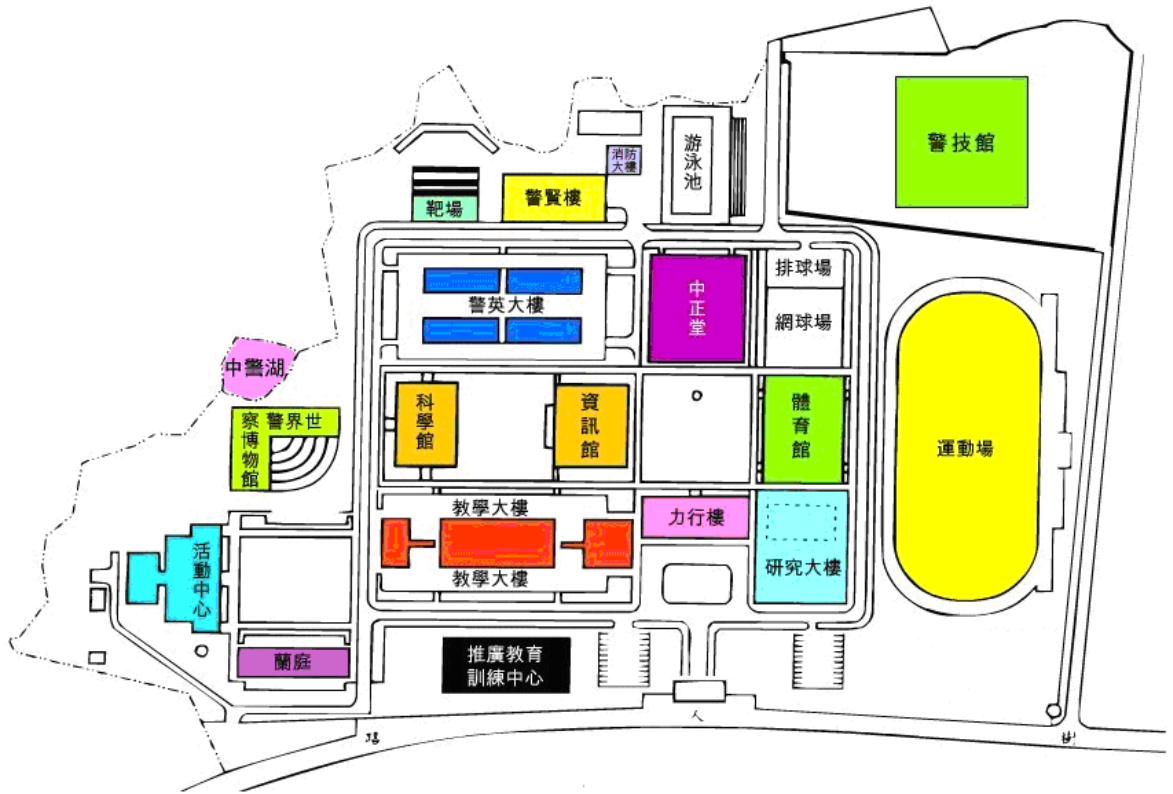 警技館
游泳池
消防
大樓
警賢樓
靶場
排球場
中正堂
警英大樓
網球場
中警湖
科學館
資訊館
體育館
世界警
察博物館
運動場
教學大樓
力行樓
活動中心
研究大樓
教學大樓
蘭庭
推廣教育
訓練中心
樹
人
路